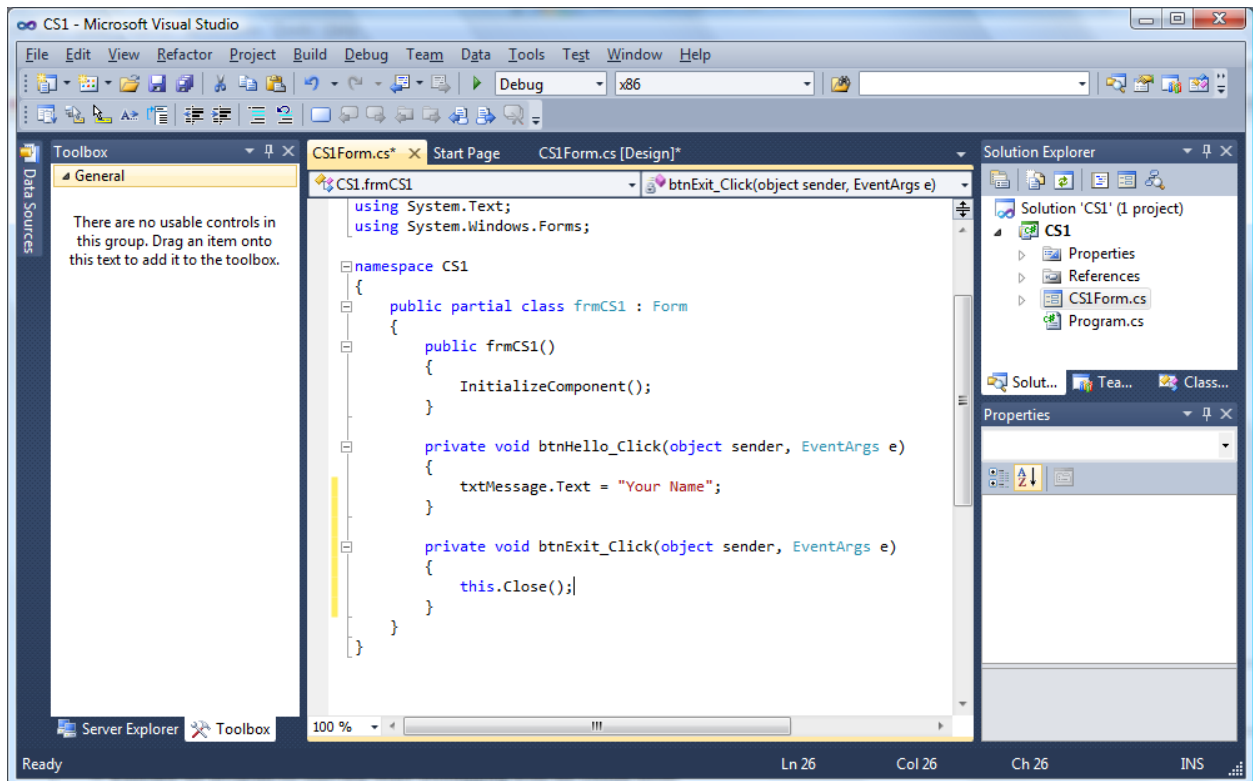 CS1 - Microsoft Visual Studio
File Edit View Refactor Project Build Debug Team Data Tools Test Window Help
Debug x86
Data Sources
Toolbox
General
There are no usable controls in
this group. Drag an item onto
this text to add it to the toolbox.
Server Explorer Toolbox
CS1Form.cs* Start Page CS1Form.cs [Design]*
CS1.frmCS1 btnExit_Click(object sender, EventArgs e)
using System.Text;
using System.Windows.Forms;
namespace CS1
{
public partial class frmCS1 : Form
{
public frmCS1()
{
InitializeComponent();
}
private void btnHello_Click(object sender, EventArgs e)
{
txtMessage.Text = "Your Name";
}
private void btnExit_Click(object sender, EventArgs e)
{
this.Close();
}
}
}
100 %
Solution Explorer
Solution 'CS1' (1 project)
CS1
Properties
References
CS1Form.cs
Program.cs
Solut... Tea... Class...
Properties
Ready Ln 26 Col 26 Ch 26 INS